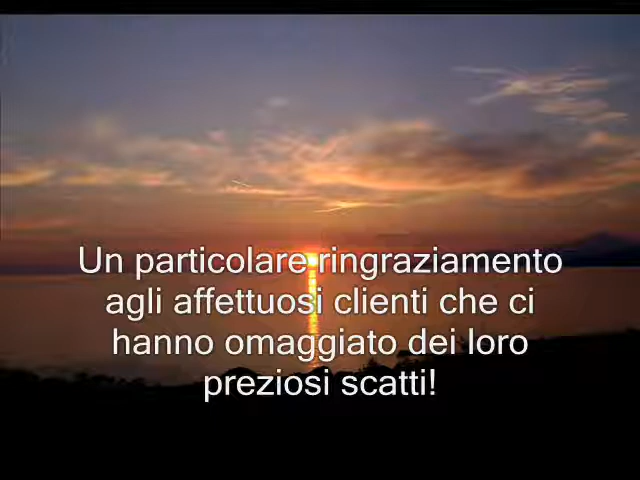 Un particolare ringraziamento
agli affettuosi clienti che ci
hanno omaggiato dei loro
preziosi scatti!